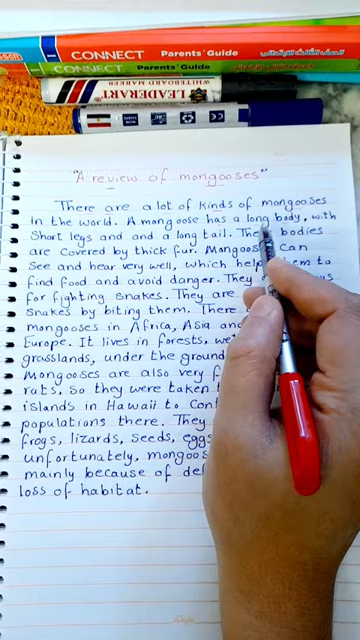 CONNECT Parents' Guide
CONNECT Parents' Guide
LEADERART WHITEBOARD MARKER
"A review of mongooses"
There are a lot of kinds of mongooses
in the world. A mongoose has a long body, with
Short legs and and a long tail. bodies
are covered by thick fur. can
See and hear very well, which to
find food and avoid danger. They
for fighting snakes. They are
Snakes by biting them. There
mongooses in Africa, Asia and
Europe. It lives in forests,
grasslands, under the ground
Mongooses are also very
rats, So they were taken
islands in Hawaii to
populations there. They
frogs, lizards, seeds, eggs
unfortunately,
mainly because of
loss of habitat.